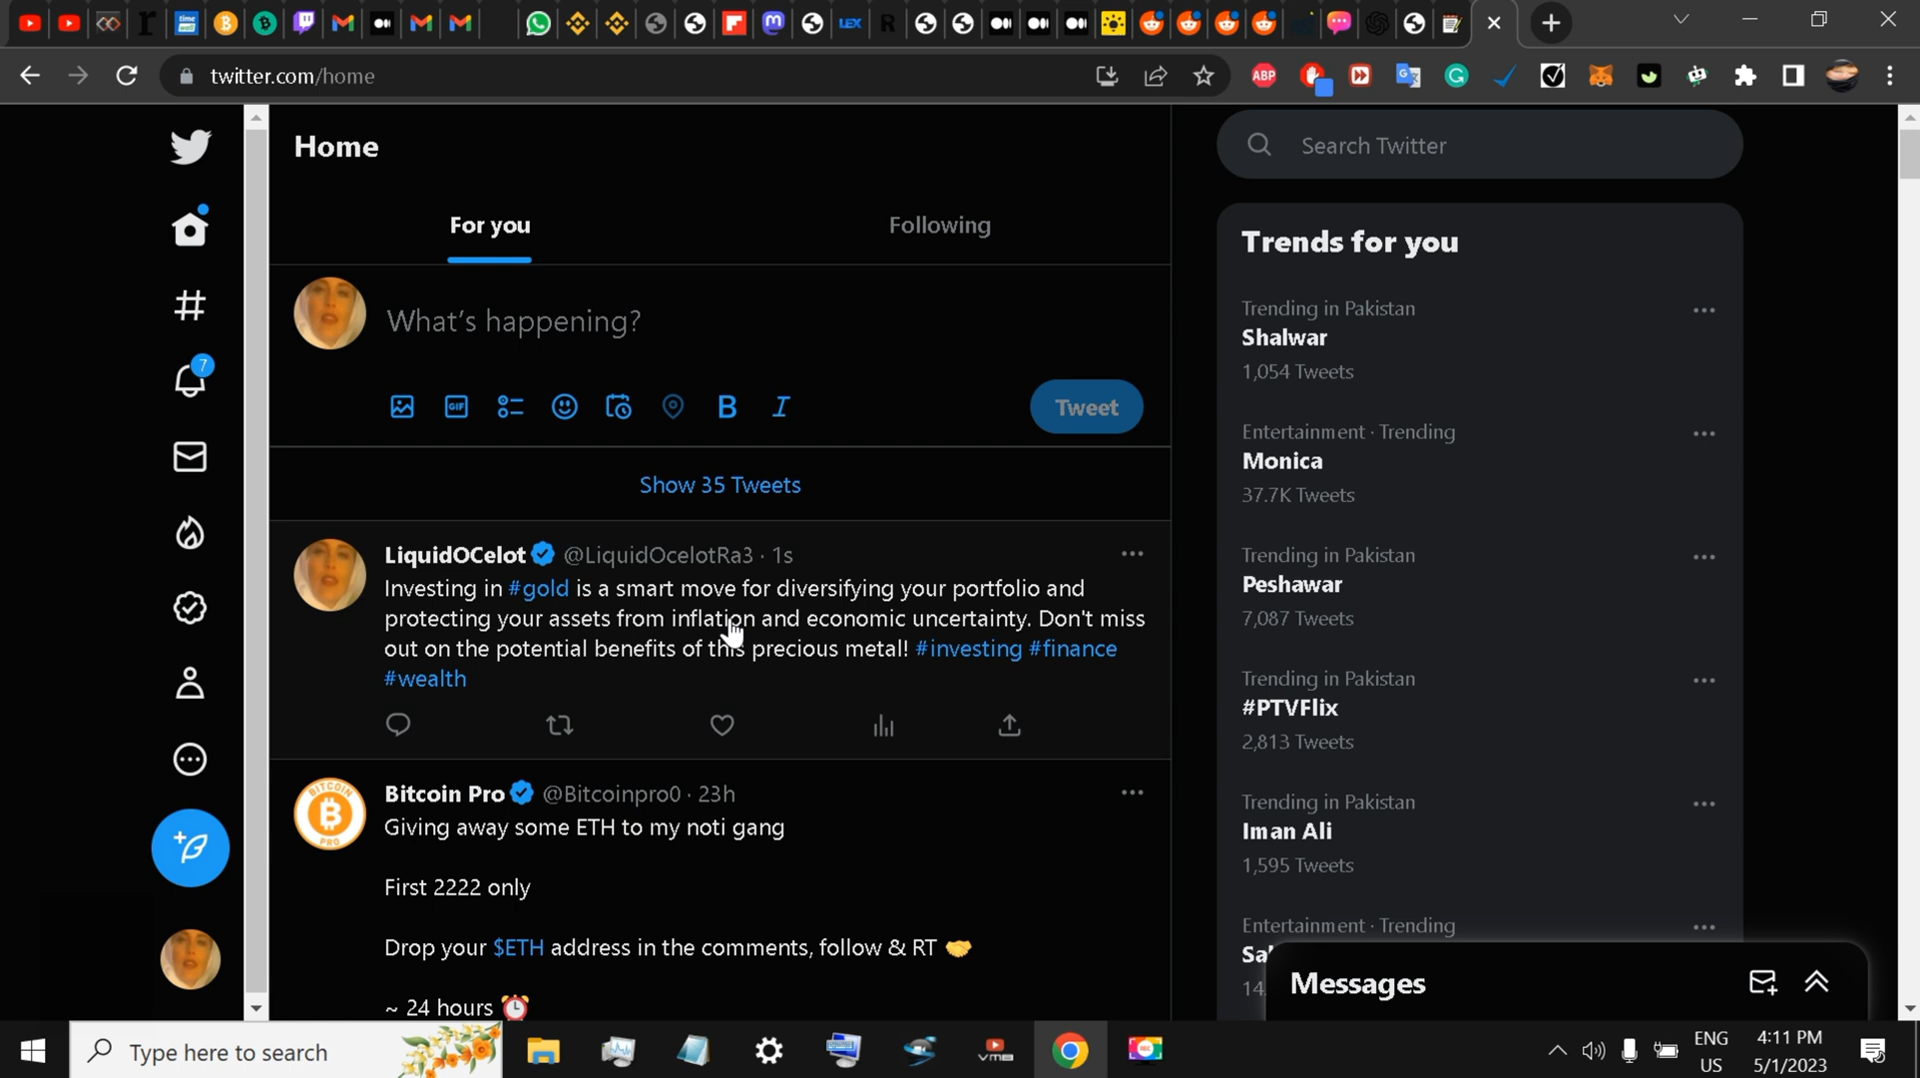 twitter.com/home
ABP
LEX
Home
For you
Following
What's happening?
GIF
B I
Tweet
7
Show 35 Tweets
LiquidOCelot @LiquidOcelotRa3 · 1s
Investing in #gold is a smart move for diversifying your portfolio and
protecting your assets from inflation and economic uncertainty. Don't miss
out on the potential benefits of this precious metal! #investing #finance
#wealth
BITCOIN
PRO
Bitcoin Pro @Bitcoinpro0 · 23h
Giving away some ETH to my noti gang
First 2222 only
Drop your $ETH address in the comments, follow & RT 🤝
~ 24 hours ⏰
Search Twitter
Trends for you
Trending in Pakistan
Shalwar
1,054 Tweets
Entertainment · Trending
Monica
37.7K Tweets
Trending in Pakistan
Peshawar
7,087 Tweets
Trending in Pakistan
#PTVFlix
2,813 Tweets
Trending in Pakistan
Iman Ali
1,595 Tweets
Entertainment · Trending
Messages
Type here to search
ENG
US
4:11 PM
5/1/2023